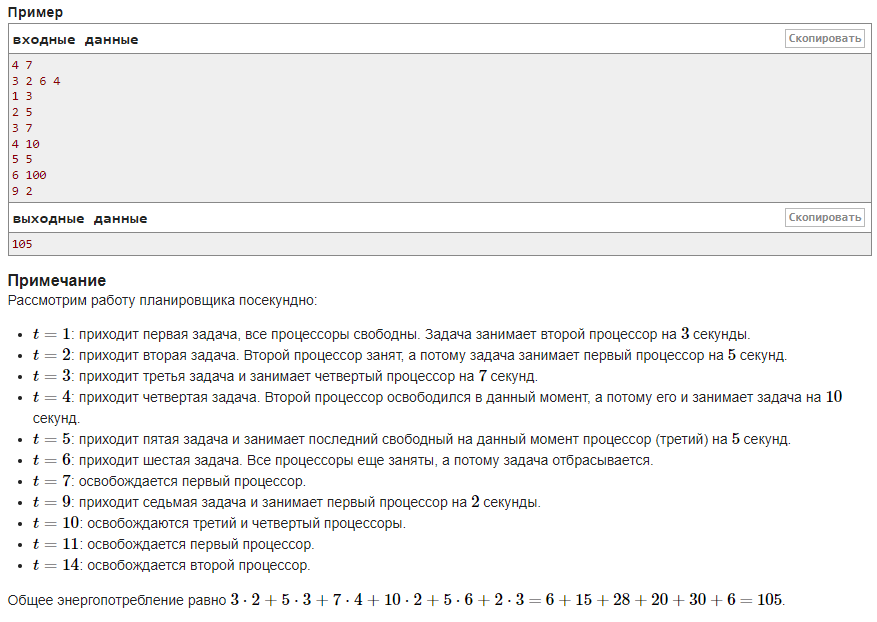 Пример
входные данные
Скопировать
4 7
3 2 6 4
1 3
2 5
3 7
4 10
5 5
6 100
9 2
выходные данные
Скопировать
105
Примечание
Рассмотрим работу планировщика посекундно:
• t = 1: приходит первая задача, все процессоры свободны. Задача занимает второй процессор на 3 секунды.
• t = 2: приходит вторая задача. Второй процессор занят, а потому задача занимает первый процессор на 5 секунд.
• t = 3: приходит третья задача и занимает четвертый процессор на 7 секунд.
• t = 4: приходит четвертая задача. Второй процессор освободился в данный момент, а потому его и занимает задача на 10
секунд.
• t = 5: приходит пятая задача и занимает последний свободный на данный момент процессор (третий) на 5 секунд.
• t = 6: приходит шестая задача. Все процессоры еще заняты, а потому задача отбрасывается.
• t = 7: освобождается первый процессор.
• t = 9: приходит седьмая задача и занимает первый процессор на 2 секунды.
• t = 10: освобождаются третий и четвертый процессоры.
• t = 11: освобождается первый процессор.
• t = 14: освобождается второй процессор.
Общее энергопотребление равно 3 · 2 + 5 · 3 + 7 · 4 + 10 · 2 + 5 · 6 + 2 · 3 = 6 + 15 + 28 + 20 + 30 + 6 = 105.